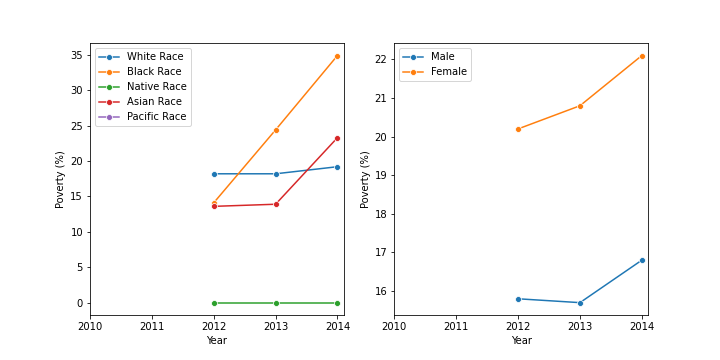 35
30
25
20
15
10
5
0
Poverty (%)
2010 2011 2012 2013 2014
Year
White Race
Black Race
Native Race
Asian Race
Pacific Race
22
21
20
19
18
17
16
Poverty (%)
2010 2011 2012 2013 2014
Year
Male
Female